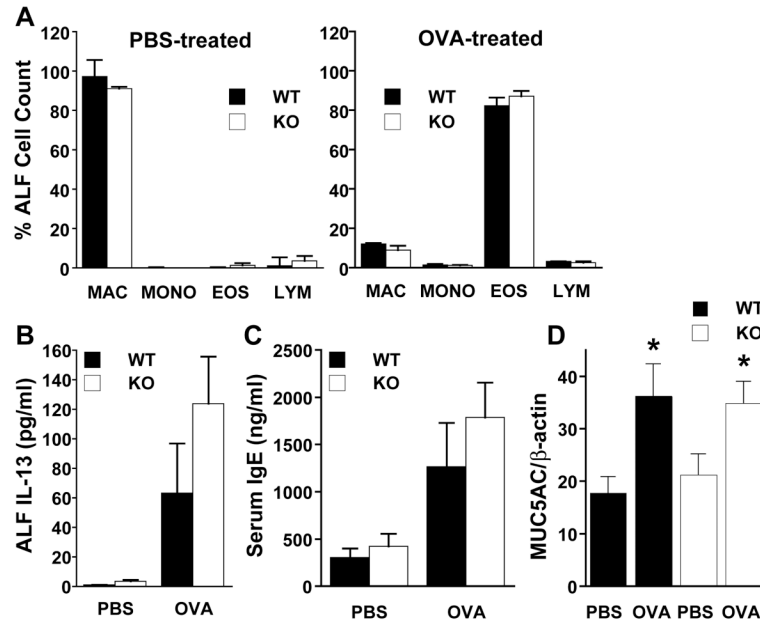 A
PBS-treated
OVA-treated
% ALF Cell Count
120
100
80
60
40
20
0
WT
KO
MAC MONO EOS LYM
120
100
80
60
40
20
0
WT
KO
MAC MONO EOS LYM
B
ALF IL-13 (pg/ml)
160
140
120
100
80
60
40
20
0
WT
KO
PBS OVA
C
Serum IgE (ng/ml)
2500
2000
1500
1000
500
0
WT
KO
PBS OVA
D
WT
KO
MUC5AC/β-actin
40
30
20
10
0
* *
PBS OVA PBS OVA